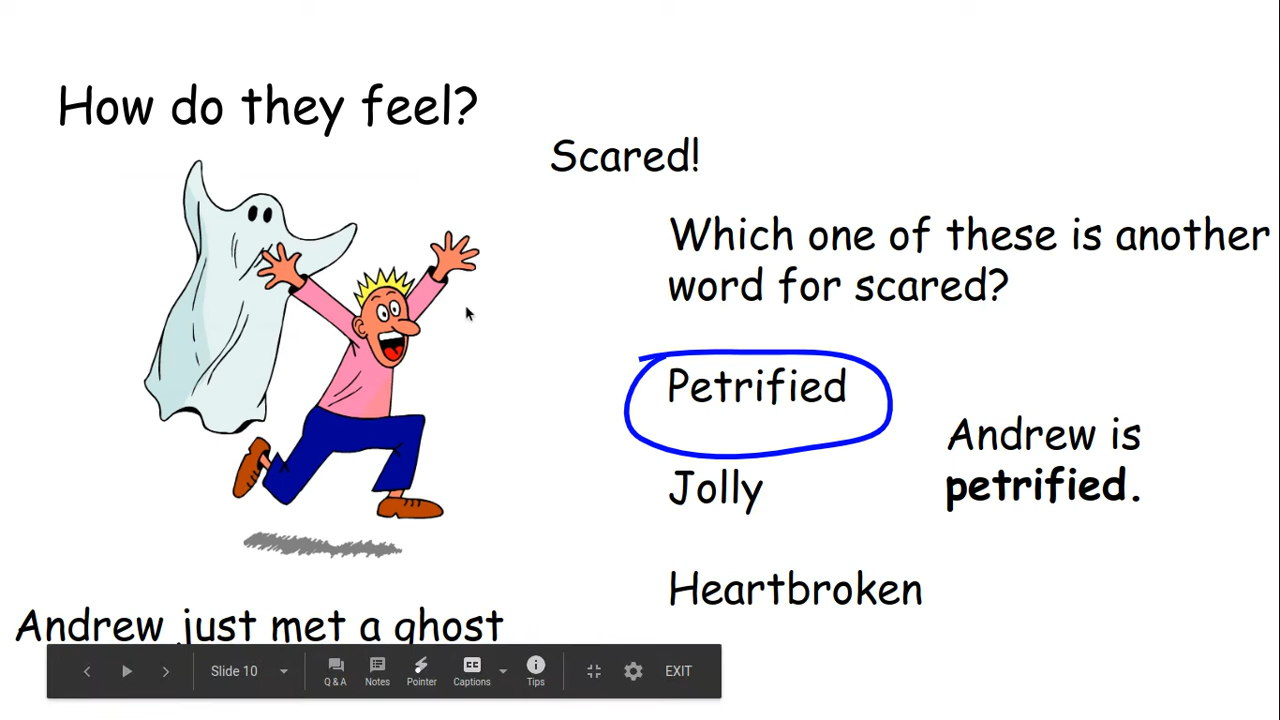 How do they feel?
Scared!
Which one of these is another
word for scared?
Petrified
Andrew is
petrified.
Jolly
Heartbroken
Andrew just met a ghost
Slide 10
Q & A
Notes
Pointer
Captions
Tips
EXIT